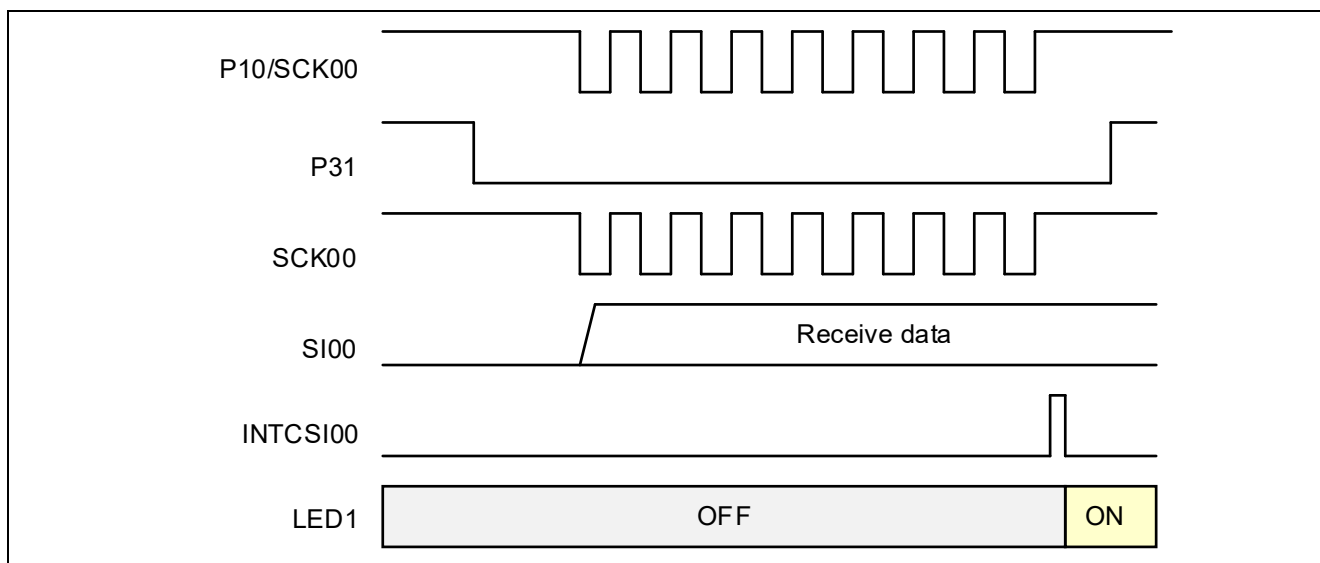 P10/SCK00
P31
SCK00
SI00 Receive data
INTCSI00
LED1 OFF ON